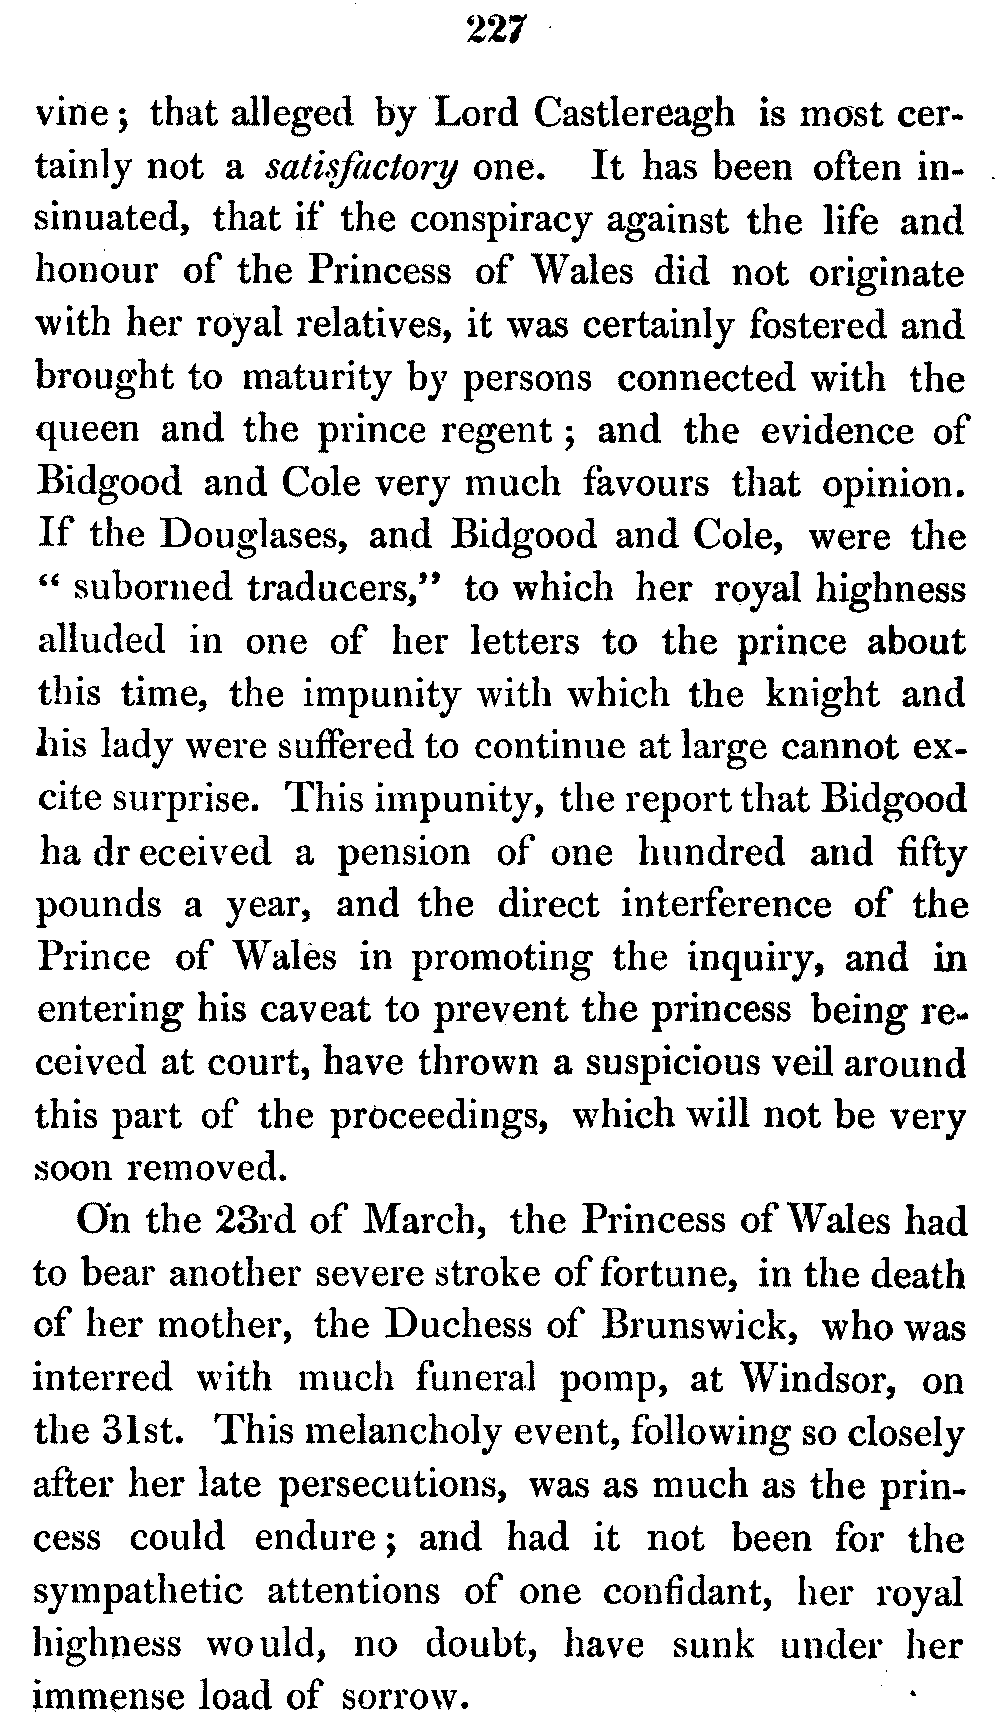 227
vine; that alleged by Lord Castlereagh is most cer-
tainly not a satisfactory one. It has been often in-
sinuated, that if the conspiracy against the life and
honour of the Princess of Wales did not originate
with her royal relatives, it was certainly fostered and
brought to maturity by persons connected with the
queen and the prince regent; and the evidence of
Bidgood and Cole very much favours that opinion.
If the Douglases, and Bidgood and Cole, were the
“ suborned traducers,” to which her royal highness
alluded in one of her letters to the prince about
this time, the impunity with which the knight and
his lady were suffered to continue at large cannot ex-
cite surprise. This impunity, the report that Bidgood
ha dr eceived a pension of one hundred and fifty
pounds a year, and the direct interference of the
Prince of Wales in promoting the inquiry, and in
entering his caveat to prevent the princess being re-
ceived at court, have thrown a suspicious veil around
this part of the proceedings, which will not be very
soon removed.
On the 23rd of March, the Princess of Wales had
to bear another severe stroke of fortune, in the death
of her mother, the Duchess of Brunswick, who was
interred with much funeral pomp, at Windsor, on
the 31st. This melancholy event, following so closely
after her late persecutions, was as much as the prin-
cess could endure; and had it not been for the
sympathetic attentions of one confidant, her royal
highness would, no doubt, have sunk under her
immense load of sorrow.